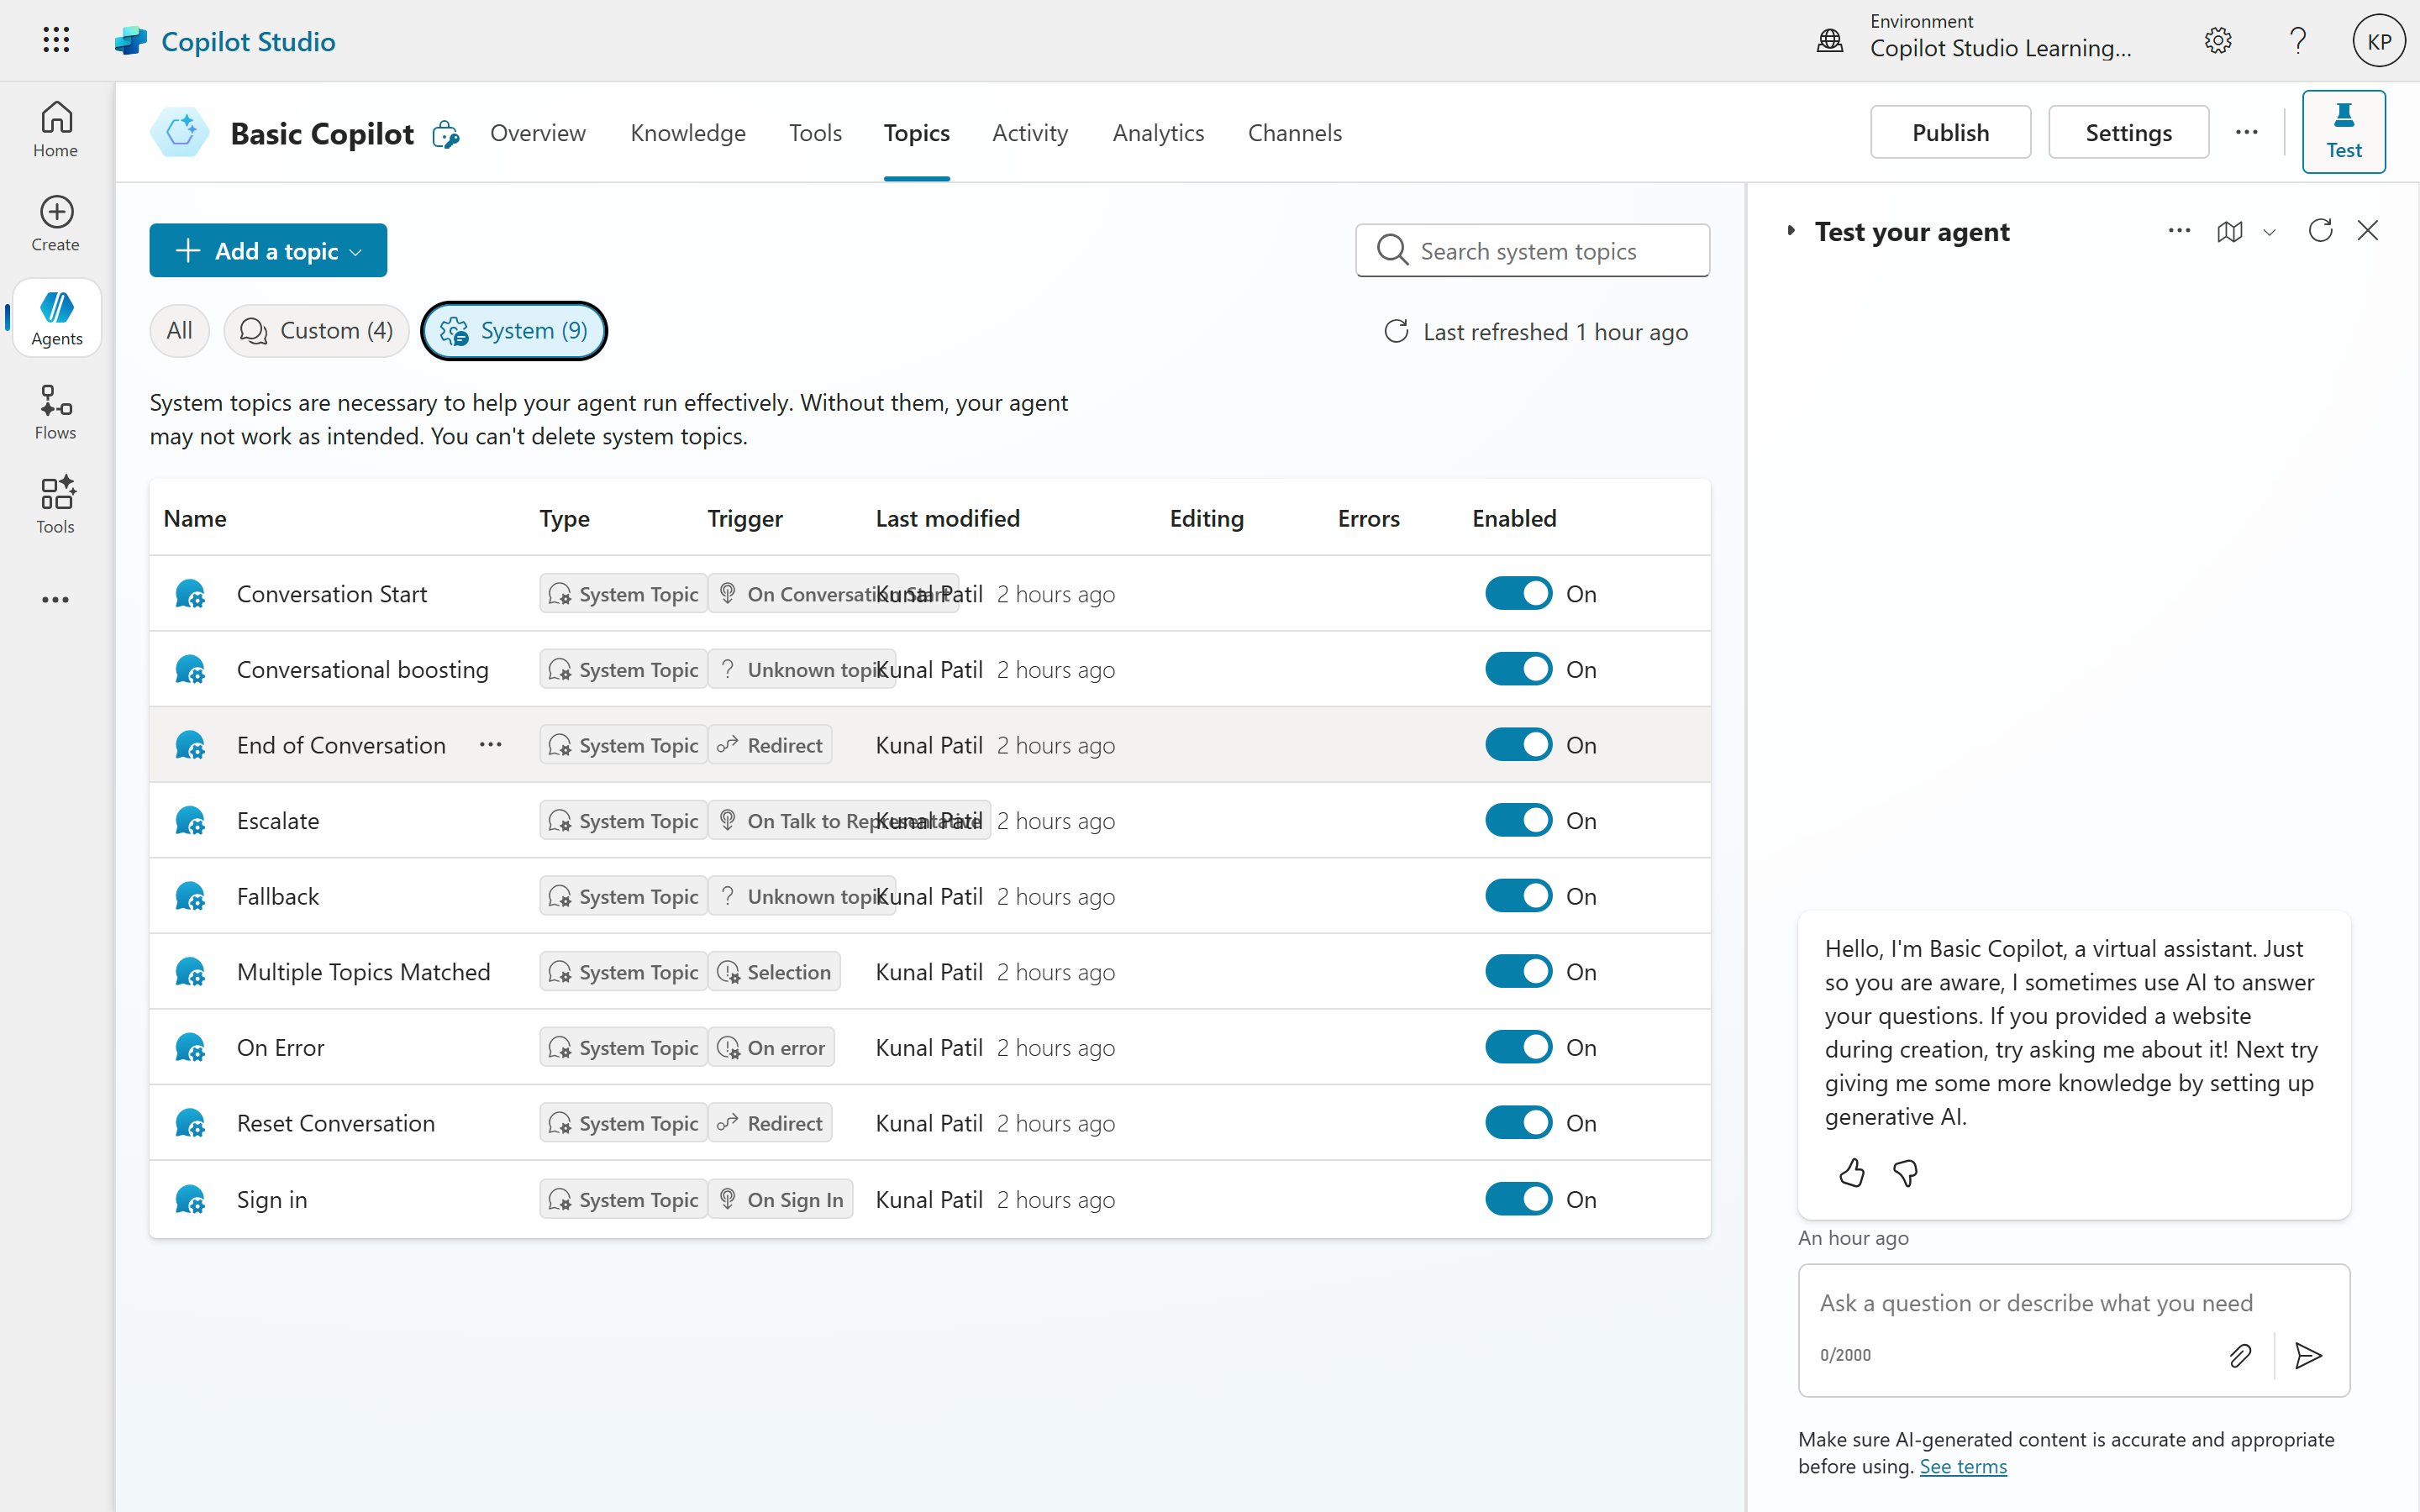 Copilot Studio
Environment
Copilot Studio Learning...
KP
Home
Create
Agents
Flows
Tools
Basic Copilot
Overview
Knowledge
Tools
Topics
Activity
Analytics
Channels
Publish
Settings
Test
Add a topic
Search system topics
All
Custom (4)
System (9)
Last refreshed 1 hour ago
System topics are necessary to help your agent run effectively. Without them, your agent
may not work as intended. You can't delete system topics.
Name Type Trigger Last modified Editing Errors Enabled
Conversation Start System Topic On Conversation Start Kunal Patil 2 hours ago On
Conversational boosting System Topic Unknown topic Kunal Patil 2 hours ago On
End of Conversation System Topic Redirect Kunal Patil 2 hours ago On
Escalate System Topic On Talk to Representative Kunal Patil 2 hours ago On
Fallback System Topic Unknown topic Kunal Patil 2 hours ago On
Multiple Topics Matched System Topic Selection Kunal Patil 2 hours ago On
On Error System Topic On error Kunal Patil 2 hours ago On
Reset Conversation System Topic Redirect Kunal Patil 2 hours ago On
Sign in System Topic On Sign In Kunal Patil 2 hours ago On
Test your agent
Hello, I'm Basic Copilot, a virtual assistant. Just
so you are aware, I sometimes use AI to answer
your questions. If you provided a website
during creation, try asking me about it! Next try
giving me some more knowledge by setting up
generative AI.
An hour ago
Ask a question or describe what you need
0/2000
Make sure AI-generated content is accurate and appropriate
before using. See terms